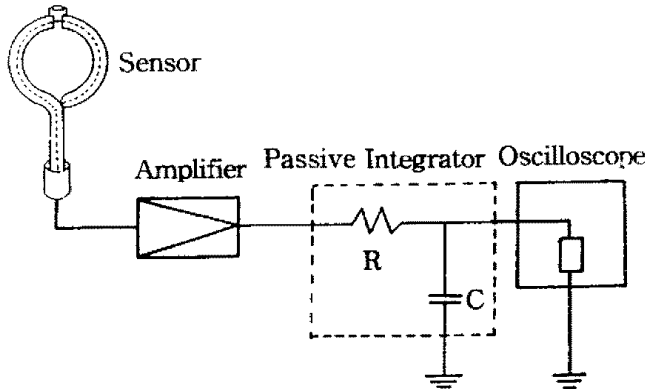 Sensor
Amplifier
Passive Integrator
Oscilloscope
R
C